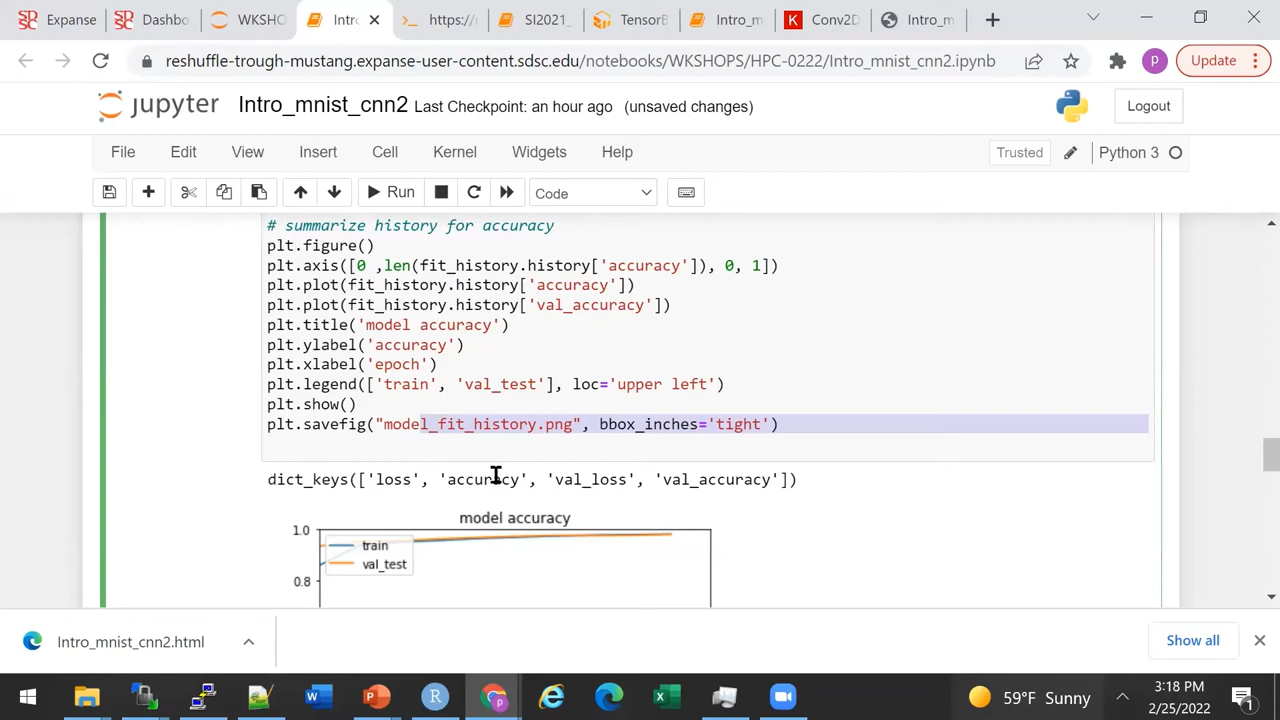 Expanse
Dashbo
WKSHO
Intro
https://
SI2021_
TensorB
Intro_m
Conv2D
Intro_m
reshuffle-trough-mustang.expanse-user-content.sdsc.edu/notebooks/WKSHOPS/HPC-0222/Intro_mnist_cnn2.ipynb
P
Update
jupyter Intro_mnist_cnn2 Last Checkpoint: an hour ago (unsaved changes)
Logout
File Edit View Insert Cell Kernel Widgets Help
Trusted
Python 3
Run
Code
# summarize history for accuracy
plt.figure()
plt.axis([0 ,len(fit_history.history['accuracy']), 0, 1])
plt.plot(fit_history.history['accuracy'])
plt.plot(fit_history.history['val_accuracy'])
plt.title('model accuracy')
plt.ylabel('accuracy')
plt.xlabel('epoch')
plt.legend(['train', 'val_test'], loc='upper left')
plt.show()
plt.savefig("model_fit_history.png", bbox_inches='tight')
dict_keys(['loss', 'accuracy', 'val_loss', 'val_accuracy'])
model accuracy
1.0
train
val_test
0.8
Intro_mnist_cnn2.html
Show all
59°F Sunny
3:18 PM
2/25/2022
1